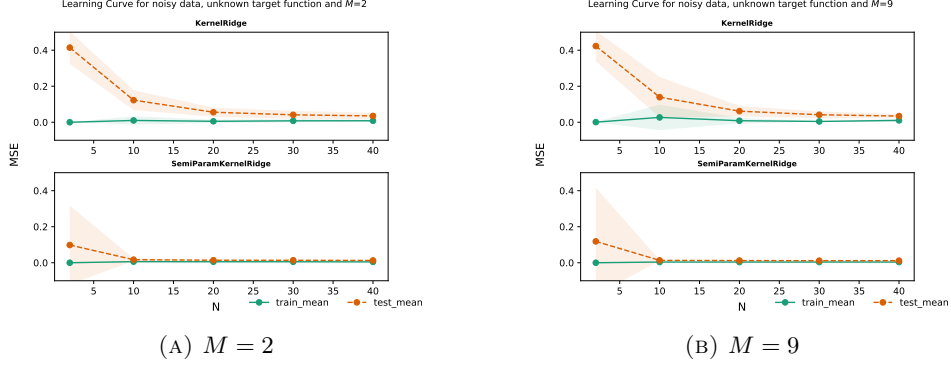 Learning Curve for noisy data, unknown target function and M=2
KernelRidge
0.4
0.2
0.0
5 10 15 20 25 30 35 40
MSE
SemiParamKernelRidge
0.4
0.2
0.0
5 10 15 20 25 30 35 40
N
train_mean test_mean
(A) M = 2
Learning Curve for noisy data, unknown target function and M=9
KernelRidge
0.4
0.2
0.0
5 10 15 20 25 30 35 40
MSE
SemiParamKernelRidge
0.4
0.2
0.0
5 10 15 20 25 30 35 40
N
train_mean test_mean
(B) M = 9